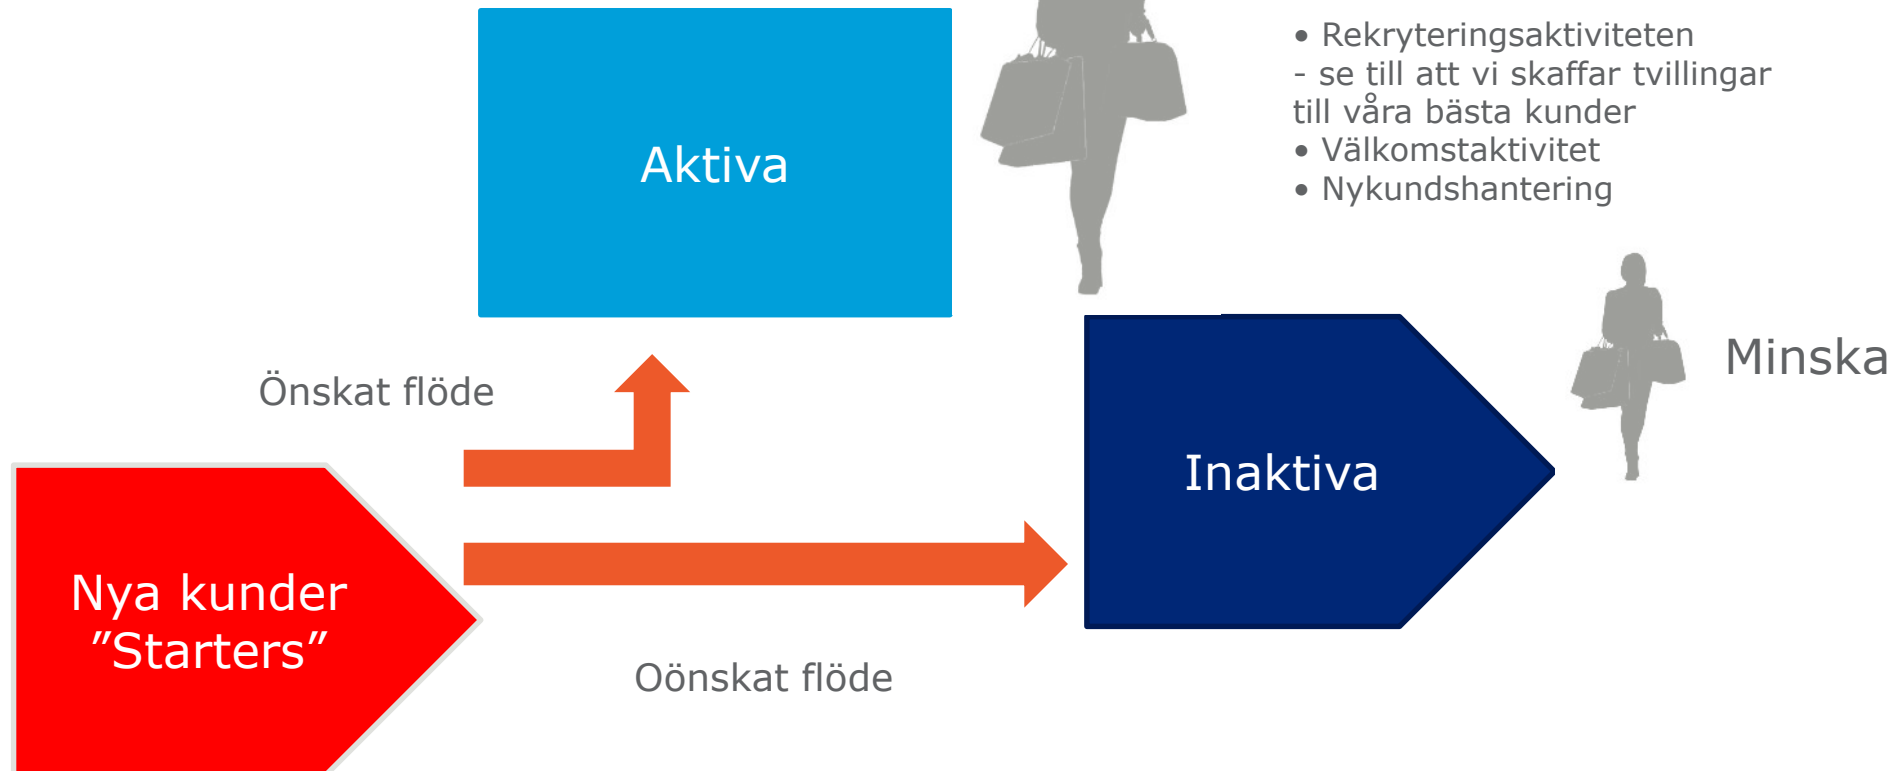 • Rekryteringsaktiviteten
- se till att vi skaffar tvillingar
till våra bästa kunder
• Välkomstaktivitet
• Nykundshantering
Aktiva
Minska
Önskat flöde
Inaktiva
Nya kunder
”Starters”
Oönskat flöde